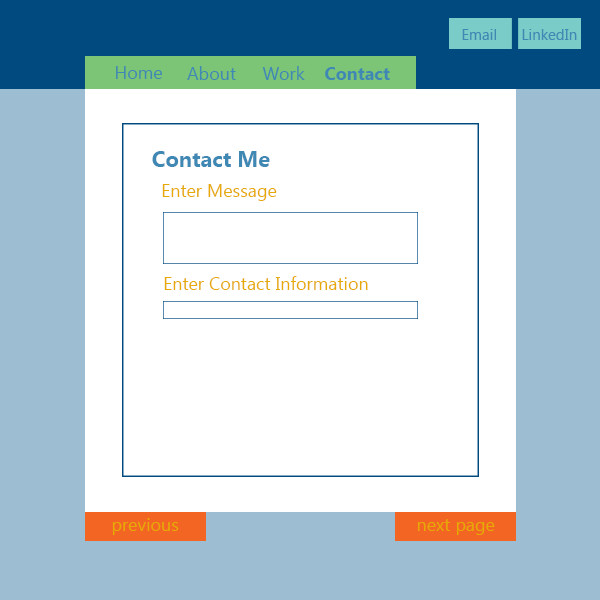 Email LinkedIn
Home About Work Contact
Contact Me
Enter Message
Enter Contact Information
previous next page